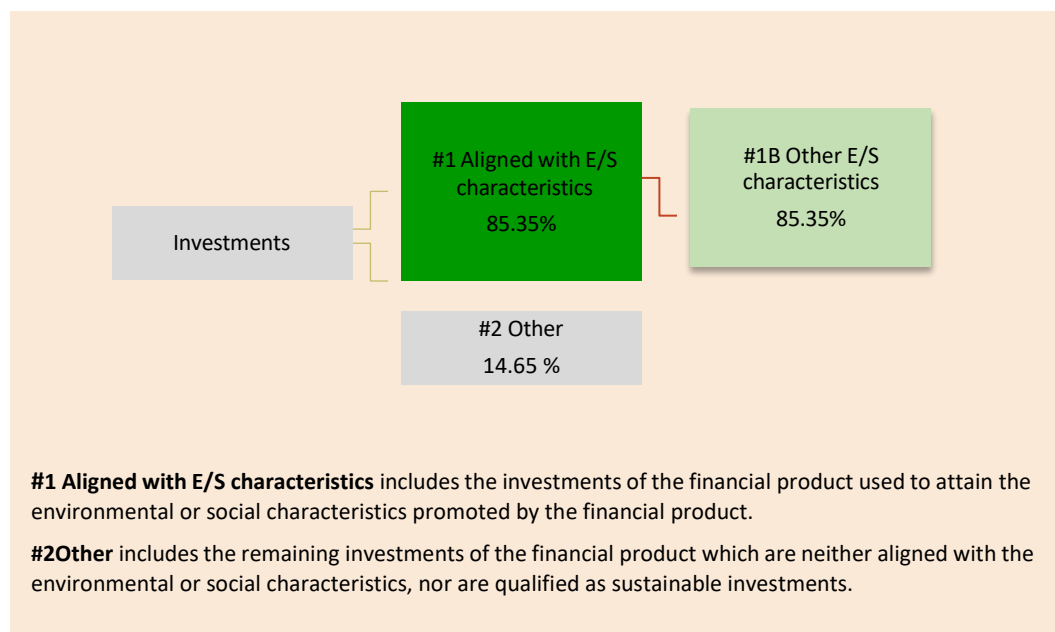 #1 Aligned with E/S
characteristics
85.35%
#1B Other E/S
characteristics
85.35%
Investments
#2 Other
14.65 %
#1 Aligned with E/S characteristics includes the investments of the financial product used to attain the
environmental or social characteristics promoted by the financial product.
#2Other includes the remaining investments of the financial product which are neither aligned with the
environmental or social characteristics, nor are qualified as sustainable investments.